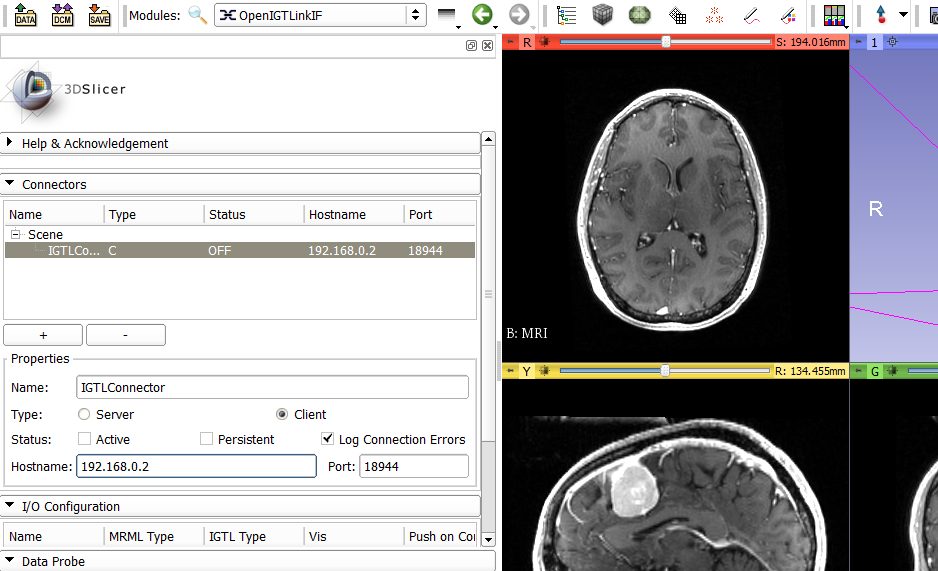 DATA DCM SAVE Modules: OpenIGTLinkIF
R S: 194.016mm 1
3DSlicer
Help & Acknowledgement
Connectors
Name Type Status Hostname Port
Scene
IGTLCo... C OFF 192.168.0.2 18944
R
+ -
B: MRI
Properties
Y R: 134.455mm G
Name: IGTLConnector
Type: Server Client
Status: Active Persistent Log Connection Errors
Hostname: 192.168.0.2 Port: 18944
I/O Configuration
Name MRML Type IGTL Type Vis Push on Co
Data Probe